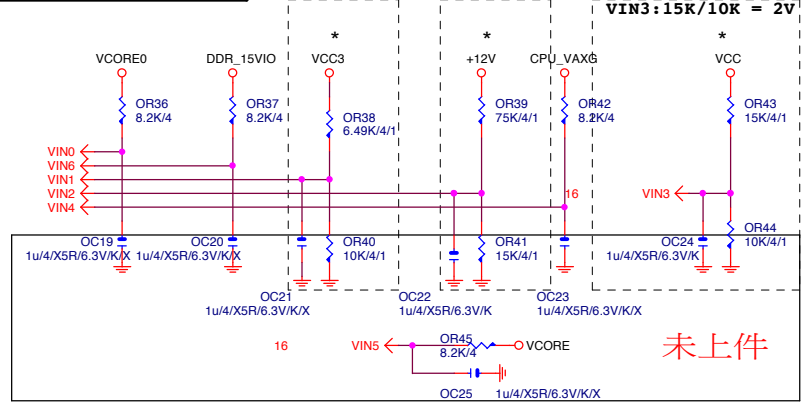 VIN3:15K/10K = 2V
* * *
VCORE0 DDR_15VIO VCC3 +12V CPU_VAXG VCC
OR36 OR37 OR38 OR39 OR42 OR43
8.2K/4 8.2K/4 6.49K/4/1 75K/4/1 8.2K/4 15K/4/1
VIN0
VIN6
VIN1
VIN2 16 VIN3
VIN4
OC19 OC20 OR40 OR41 OC24 OR44
1u/4/X5R/6.3V/K/X 1u/4/X5R/6.3V/K/X 10K/4/1 15K/4/1 1u/4/X5R/6.3V/K 10K/4/1
OC21 OC22 OC23
1u/4/X5R/6.3V/K/X 1u/4/X5R/6.3V/K 1u/4/X5R/6.3V/K/X
16 VIN5 OR45 VCORE 未上件
8.2K/4
OC25 1u/4/X5R/6.3V/K/X